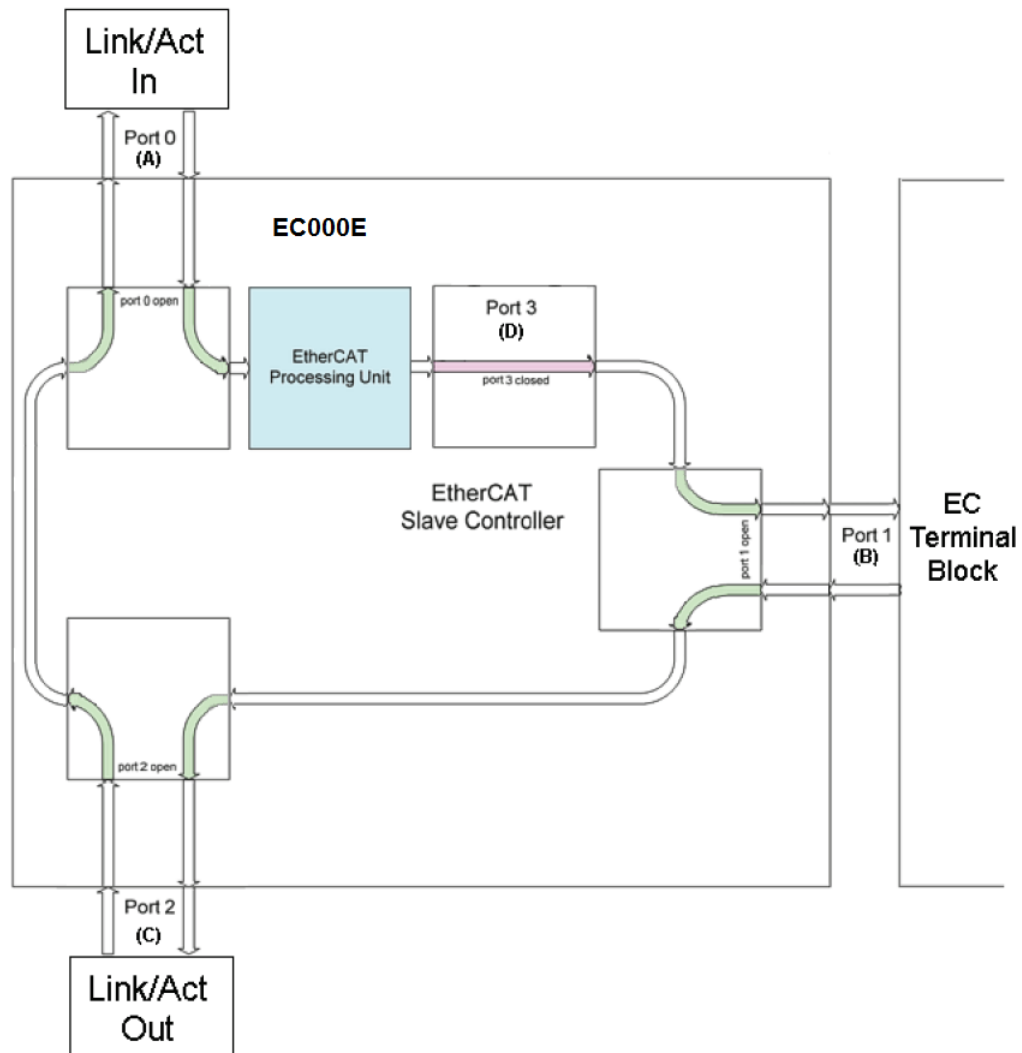 Link/Act
In
Port 0
(A)
EC000E
port 0 open
EtherCAT
Processing Unit
Port 3
(D)
port 3 closed
EtherCAT
Slave Controller
port 1 open
Port 1
(B)
EC
Terminal
Block
port 2 open
Port 2
(C)
Link/Act
Out